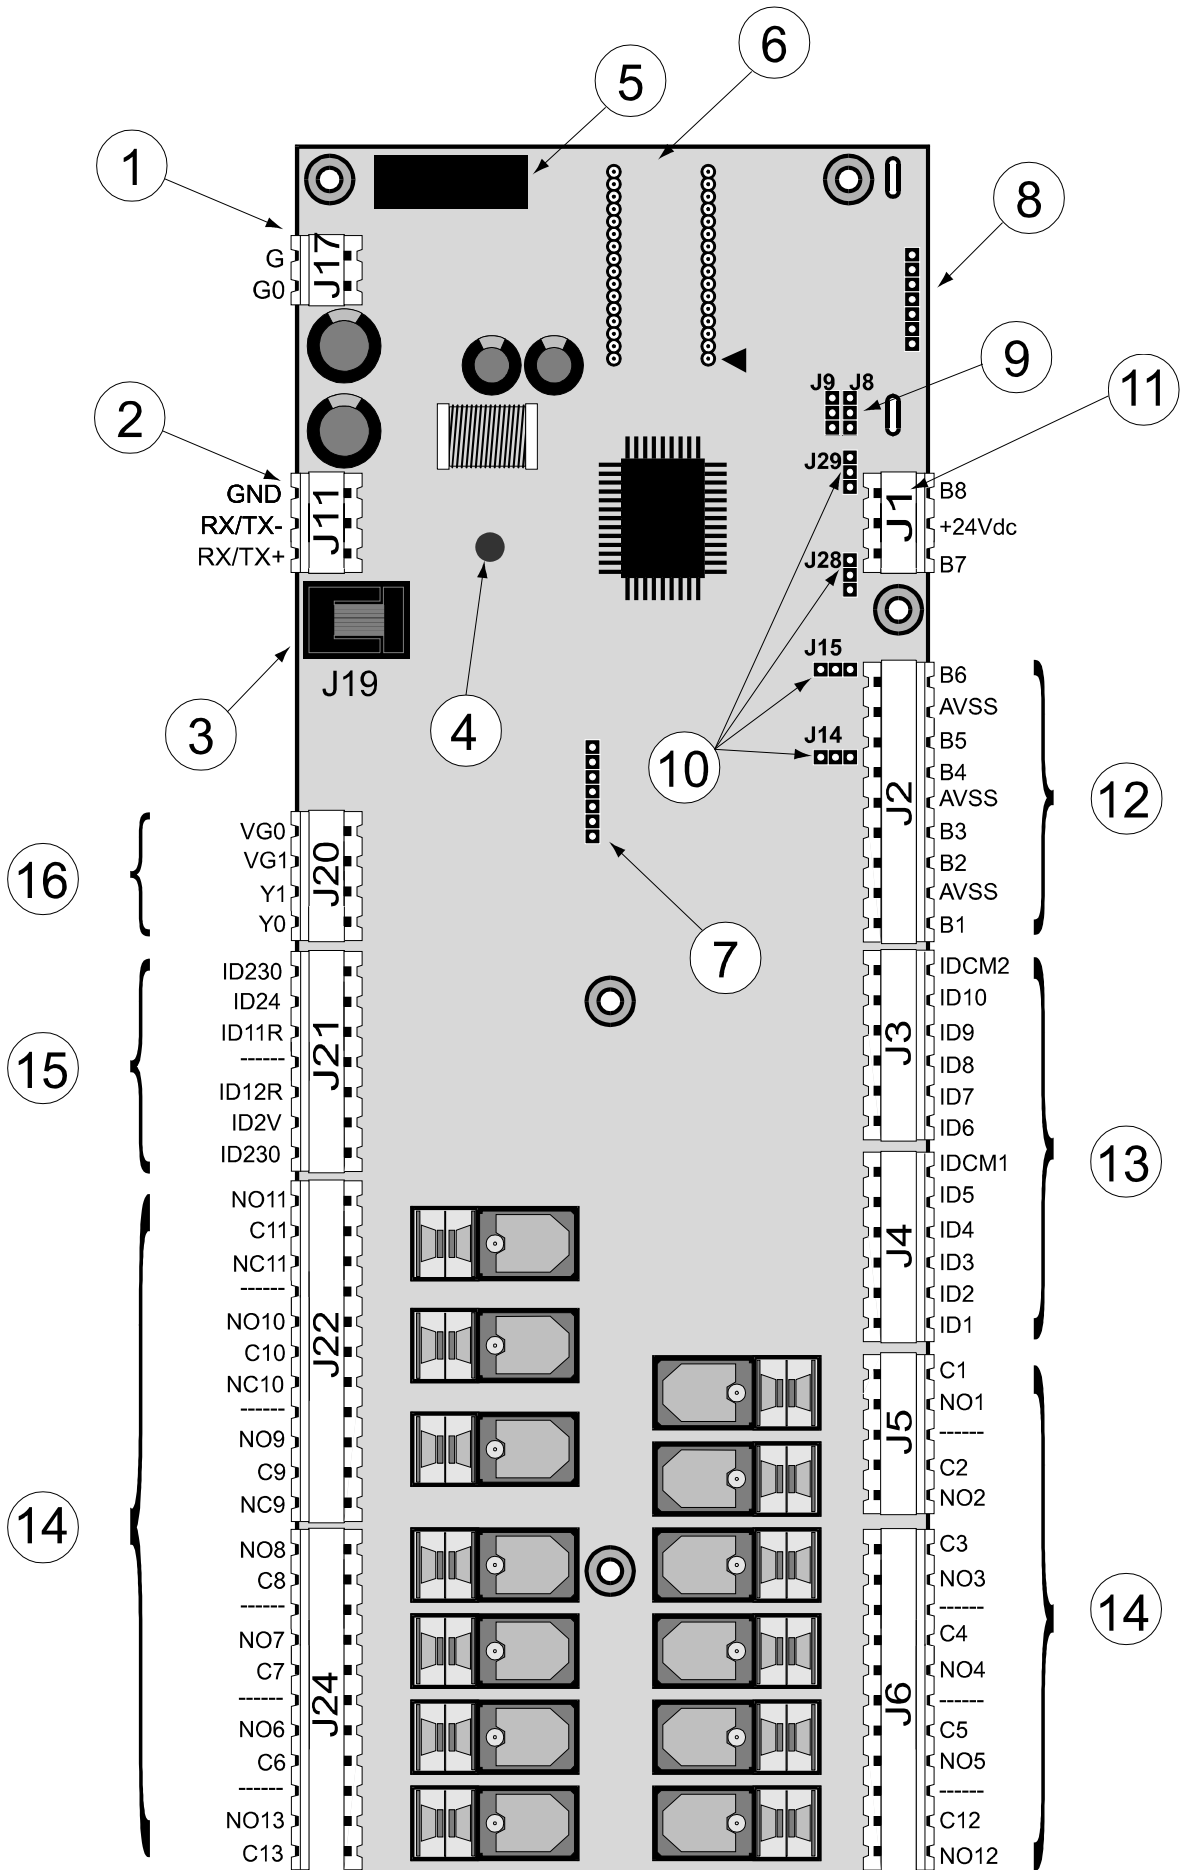 6
5
1
8
G
G0
J17
J9 J8
9
11
2
J29
GND
RX/TX-
RX/TX+
J11
J1
B8
+24Vdc
B7
J28
J19
3
4
J15
10
J14
7
J2
B6
AVSS
B5
B4
AVSS
B3
B2
AVSS
B1
12
16
VG0
VG1
Y1
Y0
J20
15
ID230
ID24
ID11R
------
ID12R
ID2V
ID230
J21
J3
IDCM2
ID10
ID9
ID8
ID7
ID6
13
J4
IDCM1
ID5
ID4
ID3
ID2
ID1
14
NO11
C11
NC11
------
NO10
C10
NC10
------
NO9
C9
NC9
J22
NO8
C8
------
NO7
C7
------
NO6
C6
------
NO13
C13
J24
J5
C1
NO1
------
C2
NO2
14
J6
C3
NO3
------
C4
NO4
------
C5
NO5
------
C12
NO12